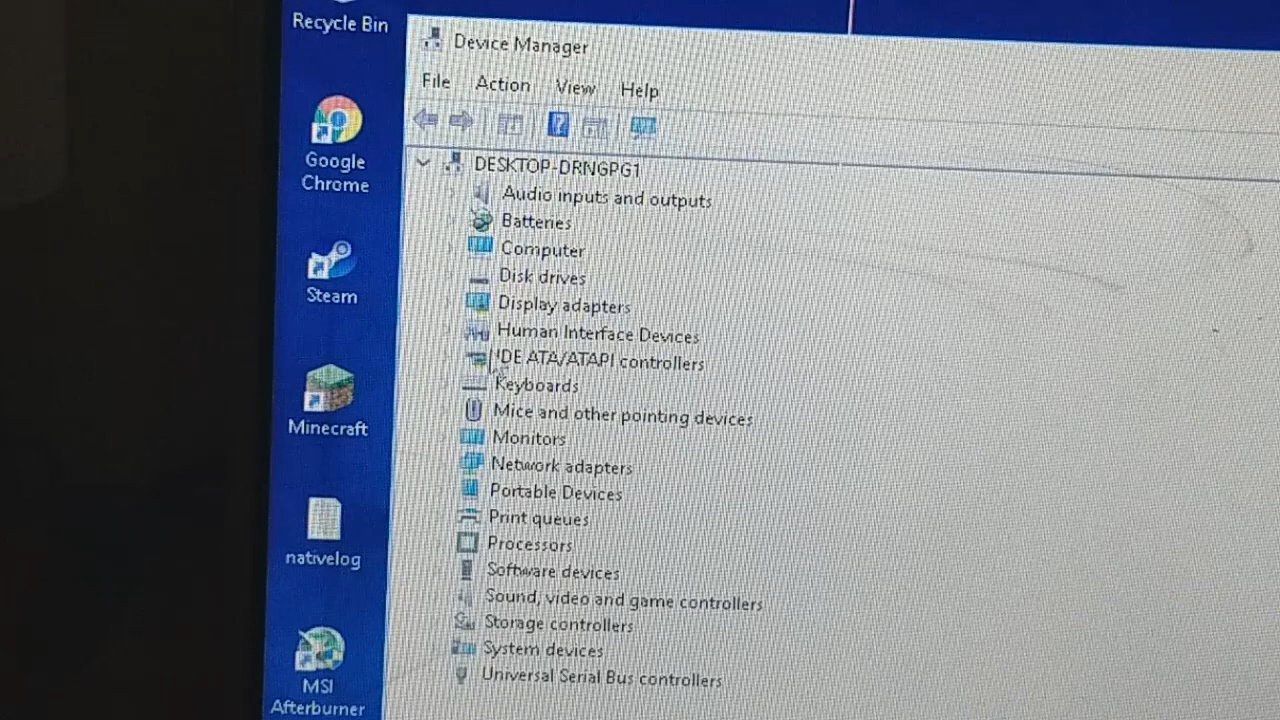 Recycle Bin
Google
Chrome
Steam
Minecraft
nativelog
MSI
Afterburner
Device Manager
File Action View Help
DESKTOP-DRNGPG1
Audio inputs and outputs
Batteries
Computer
Disk drives
Display adapters
Human Interface Devices
IDE ATA/ATAPI controllers
Keyboards
Mice and other pointing devices
Monitors
Network adapters
Portable Devices
Print queues
Processors
Software devices
Sound, video and game controllers
Storage controllers
System devices
Universal Serial Bus controllers